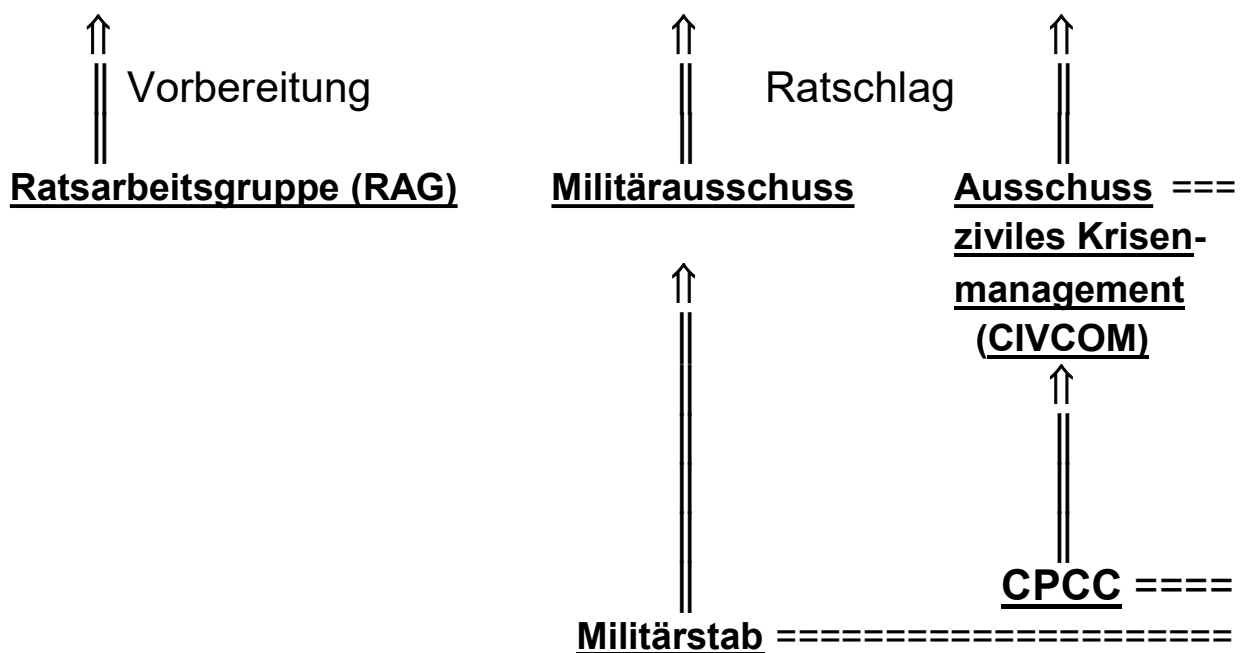 ⇑ ⇑ ⇑
Vorbereitung Ratschlag
Ratsarbeitsgruppe (RAG) Militärausschuss Ausschuss ===
ziviles Krisen-
⇑ management
(CIVCOM)
⇑
CPCC ====
Militärstab =====================